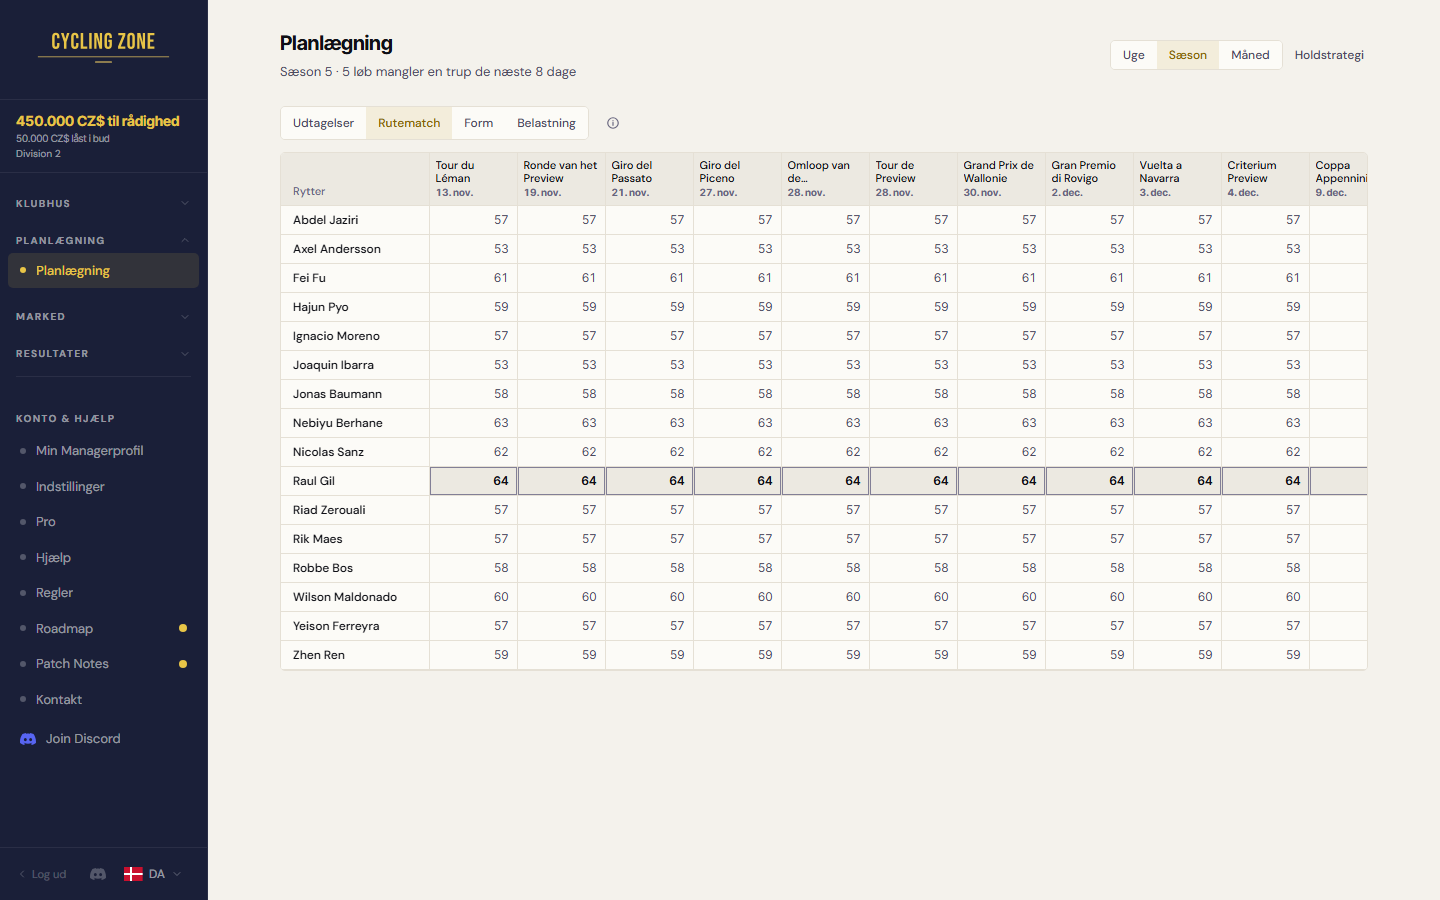 CYCLING ZONE
450.000 CZ$ til rådighed
50.000 CZ$ låst i bud
Division 2
KLUBHUS
PLANLÆGNING
Planlægning
MARKED
RESULTATER
KONTO & HJÆLP
Min Managerprofil
Indstillinger
Pro
Hjælp
Regler
Roadmap
Patch Notes
Kontakt
Join Discord
Log ud
DA
Planlægning
Sæson 5 · 5 løb mangler en trup de næste 8 dage
Uge Sæson Måned Holdstrategi
Udtagelser Rutematch Form Belastning
Rytter
Tour du
Léman
13. nov.
Ronde van het
Preview
19. nov.
Giro del
Passato
21. nov.
Giro del
Piceno
27. nov.
Omloop van
de…
28. nov.
Tour de
Preview
28. nov.
Grand Prix de
Wallonie
30. nov.
Gran Premio
di Rovigo
2. dec.
Vuelta a
Navarra
3. dec.
Criterium
Preview
4. dec.
Coppa
Appennini
9. dec.
Abdel Jaziri 57 57 57 57 57 57 57 57 57 57
Axel Andersson 53 53 53 53 53 53 53 53 53 53
Fei Fu 61 61 61 61 61 61 61 61 61 61
Hajun Pyo 59 59 59 59 59 59 59 59 59 59
Ignacio Moreno 57 57 57 57 57 57 57 57 57 57
Joaquin Ibarra 53 53 53 53 53 53 53 53 53 53
Jonas Baumann 58 58 58 58 58 58 58 58 58 58
Nebiyu Berhane 63 63 63 63 63 63 63 63 63 63
Nicolas Sanz 62 62 62 62 62 62 62 62 62 62
Raul Gil 64 64 64 64 64 64 64 64 64 64
Riad Zerouali 57 57 57 57 57 57 57 57 57 57
Rik Maes 57 57 57 57 57 57 57 57 57 57
Robbe Bos 58 58 58 58 58 58 58 58 58 58
Wilson Maldonado 60 60 60 60 60 60 60 60 60 60
Yeison Ferreyra 57 57 57 57 57 57 57 57 57 57
Zhen Ren 59 59 59 59 59 59 59 59 59 59